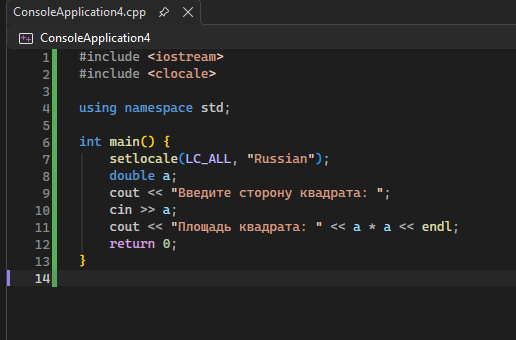 ConsoleApplication4.cpp
ConsoleApplication4
1 #include <iostream>
2 #include <clocale>
3
4 using namespace std;
5
6 int main() {
7 setlocale(LC_ALL, "Russian");
8 double a;
9 cout << "Введите сторону квадрата: ";
10 cin >> a;
11 cout << "Площадь квадрата: " << a * a << endl;
12 return 0;
13 }
14